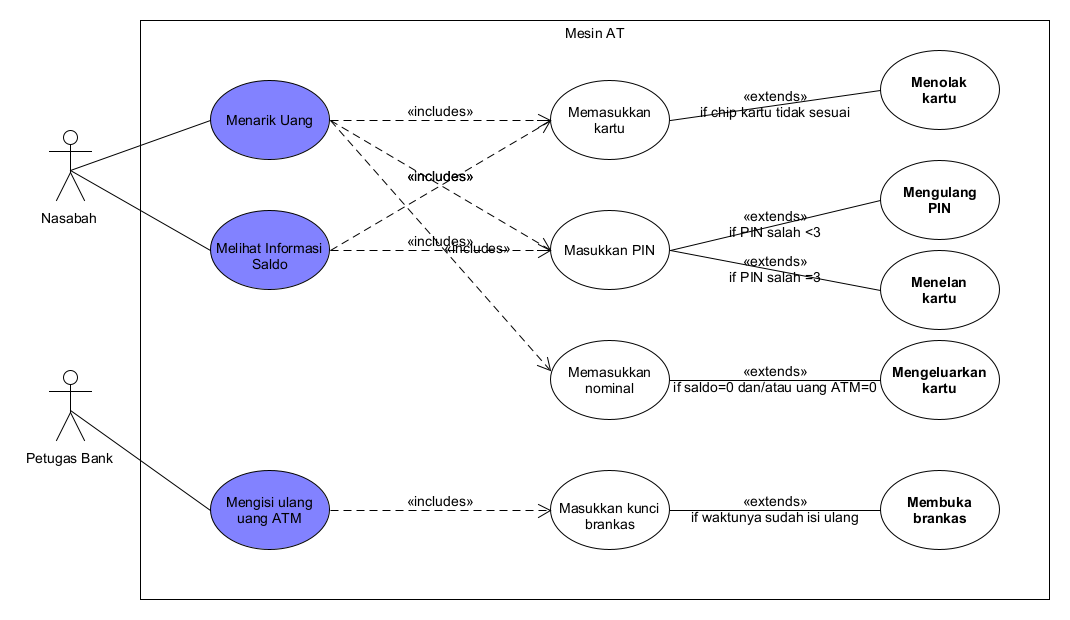 Mesin AT
Menarik Uang
«includes»
Memasukkan
kartu
«extends»
if chip kartu tidak sesuai
Menolak
kartu
Nasabah
«includes»
«includes»
Mengulang
PIN
Melihat Informasi
Saldo
«includes»
«includes»
Masukkan PIN
«extends»
if PIN salah <3
«extends»
if PIN salah =3
Menelan
kartu
Memasukkan
nominal
«extends»
if saldo=0 dan/atau uang ATM=0
Mengeluarkan
kartu
Petugas Bank
Mengisi ulang
uang ATM
«includes»
Masukkan kunci
brankas
«extends»
if waktunya sudah isi ulang
Membuka
brankas